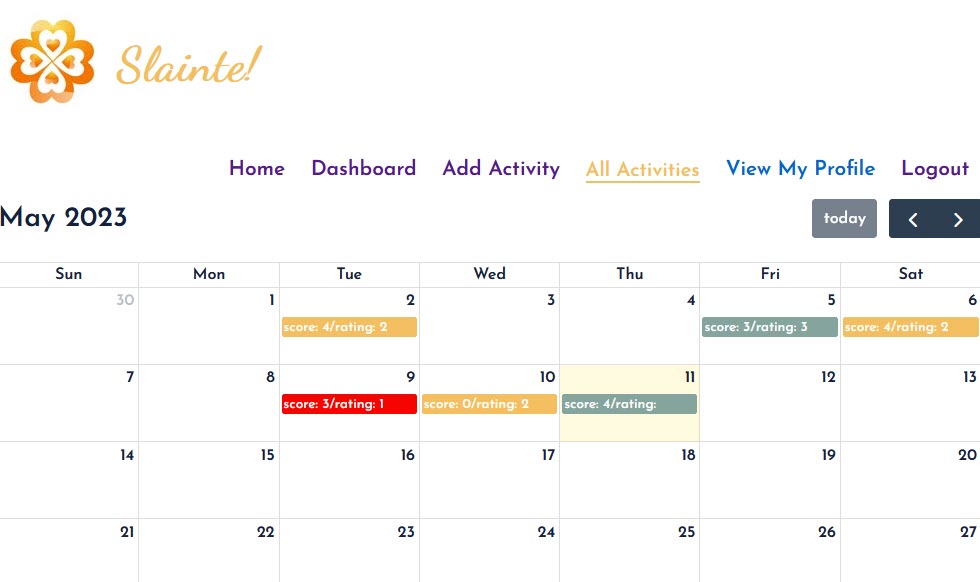 Slainte!
Home Dashboard Add Activity All Activities View My Profile Logout
May 2023 today
Sun Mon Tue Wed Thu Fri Sat
30 1 2 3 4 5 6
score: 4/rating: 2 score: 3/rating: 3 score: 4/rating: 2
7 8 9 10 11 12 13
score: 3/rating: 1 score: 0/rating: 2 score: 4/rating:
14 15 16 17 18 19 20
21 22 23 24 25 26 27